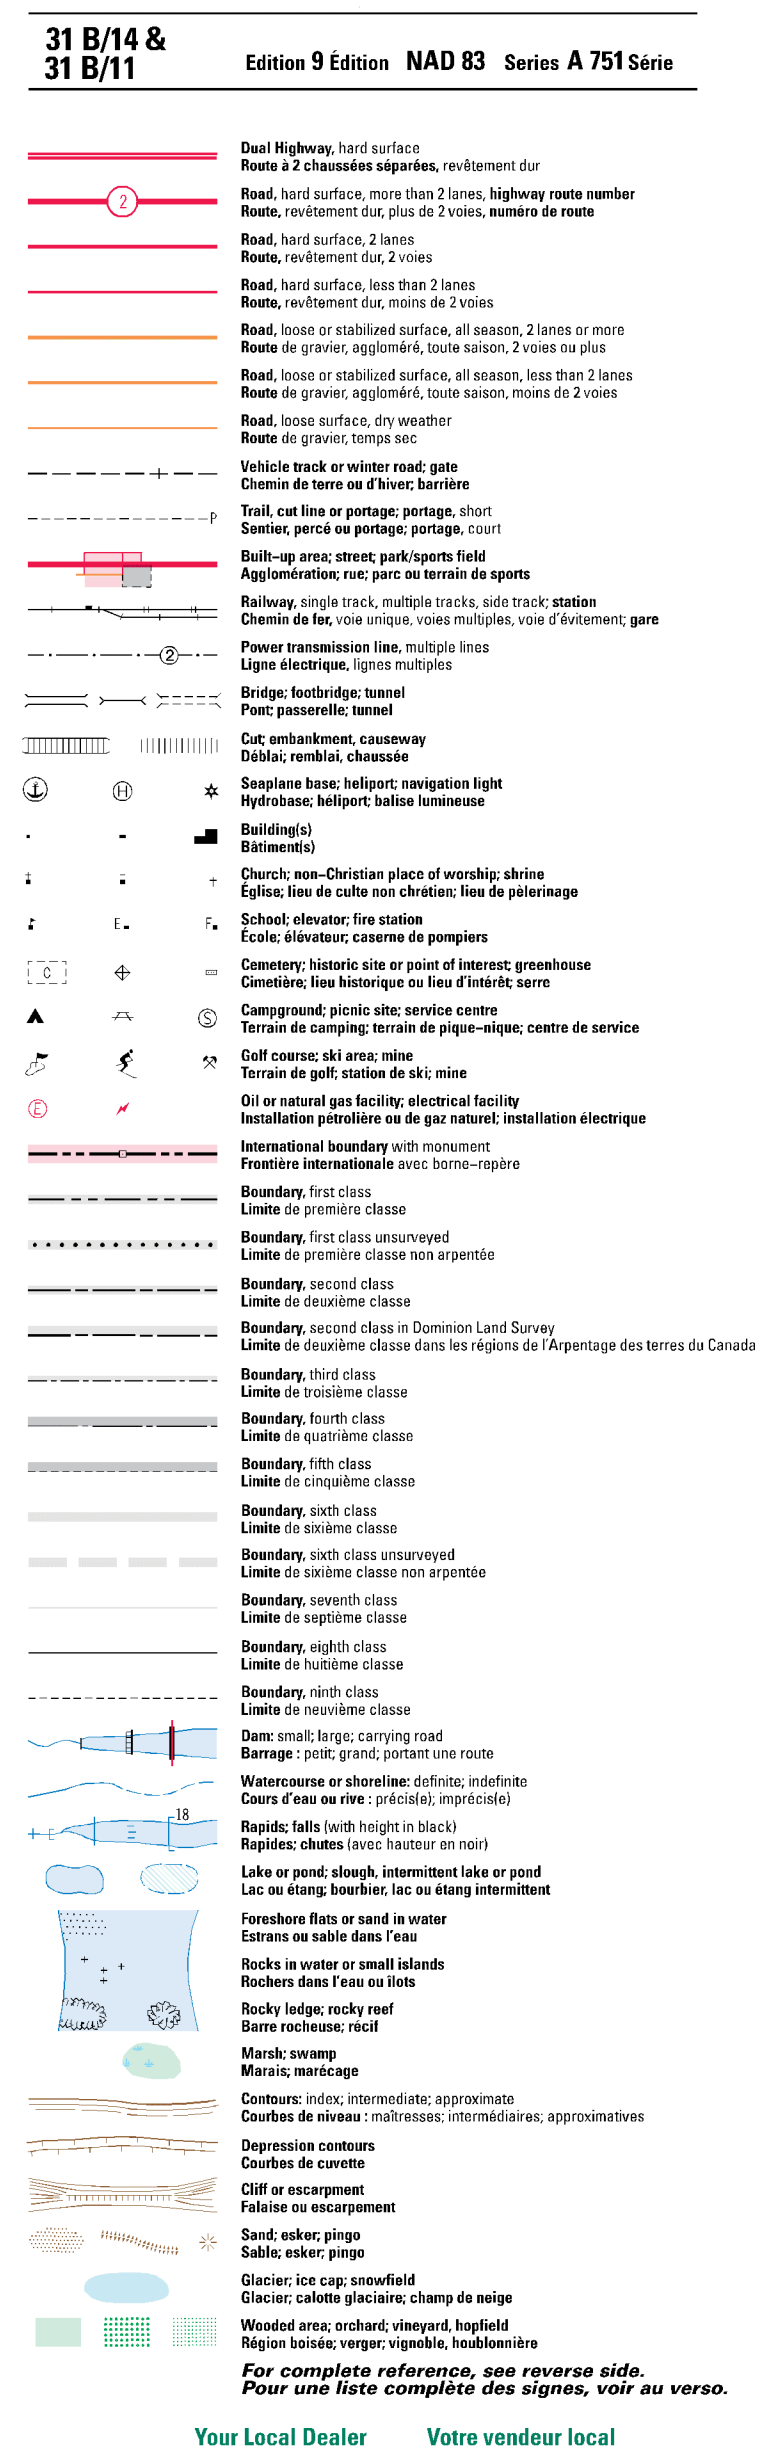 31 B/14 &
31 B/11
Edition 9 Édition NAD 83 Series A 751 Série
Dual Highway, hard surface
Route à 2 chaussées séparées, revêtement dur
2
Road, hard surface, more than 2 lanes, highway route number
Route, revêtement dur, plus de 2 voies, numéro de route
Road, hard surface, 2 lanes
Route, revêtement dur, 2 voies
Road, hard surface, less than 2 lanes
Route, revêtement dur, moins de 2 voies
Road, loose or stabilized surface, all season, 2 lanes or more
Route de gravier, aggloméré, toute saison, 2 voies ou plus
Road, loose or stabilized surface, all season, less than 2 lanes
Route de gravier, aggloméré, toute saison, moins de 2 voies
Road, loose surface, dry weather
Route de gravier, temps sec
Vehicle track or winter road; gate
Chemin de terre ou d'hiver; barrière
P
Trail, cut line or portage; portage, short
Sentier, percé ou portage; portage, court
Built-up area; street; park/sports field
Agglomération; rue; parc ou terrain de sports
Railway, single track, multiple tracks, side track; station
Chemin de fer, voie unique, voies multiples, voie d'évitement; gare
2
Power transmission line, multiple lines
Ligne électrique, lignes multiples
Bridge; footbridge; tunnel
Pont; passerelle; tunnel
Cut; embankment, causeway
Déblai; remblai, chaussée
H
Seaplane base; heliport; navigation light
Hydrobase; héliport; balise lumineuse
Building(s)
Bâtiment(s)
Church; non-Christian place of worship; shrine
Église; lieu de culte non chrétien; lieu de pèlerinage
E F
School; elevator; fire station
École; élévateur; caserne de pompiers
C
Cemetery; historic site or point of interest; greenhouse
Cimetière; lieu historique ou lieu d'intérêt; serre
S
Campground; picnic site; service centre
Terrain de camping; terrain de pique-nique; centre de service
Golf course; ski area; mine
Terrain de golf; station de ski; mine
E
Oil or natural gas facility; electrical facility
Installation pétrolière ou de gaz naturel; installation électrique
International boundary with monument
Frontière internationale avec borne-repère
Boundary, first class
Limite de première classe
Boundary, first class unsurveyed
Limite de première classe non arpentée
Boundary, second class
Limite de deuxième classe
Boundary, second class in Dominion Land Survey
Limite de deuxième classe dans les régions de l'Arpentage des terres du Canada
Boundary, third class
Limite de troisième classe
Boundary, fourth class
Limite de quatrième classe
Boundary, fifth class
Limite de cinquième classe
Boundary, sixth class
Limite de sixième classe
Boundary, sixth class unsurveyed
Limite de sixième classe non arpentée
Boundary, seventh class
Limite de septième classe
Boundary, eighth class
Limite de huitième classe
Boundary, ninth class
Limite de neuvième classe
Dam: small; large; carrying road
Barrage : petit; grand; portant une route
Watercourse or shoreline: definite; indefinite
Cours d'eau ou rive : précis(e); imprécis(e)
18
Rapids; falls (with height in black)
Rapides; chutes (avec hauteur en noir)
Lake or pond; slough, intermittent lake or pond
Lac ou étang; bourbier, lac ou étang intermittent
Foreshore flats or sand in water
Estrans ou sable dans l'eau
Rocks in water or small islands
Rochers dans l'eau ou îlots
Rocky ledge; rocky reef
Barre rocheuse; récif
Marsh; swamp
Marais; marécage
Contours: index; intermediate; approximate
Courbes de niveau : maîtresses; intermédiaires; approximatives
Depression contours
Courbes de cuvette
Cliff or escarpment
Falaise ou escarpement
Sand; esker; pingo
Sable; esker; pingo
Glacier; ice cap; snowfield
Glacier; calotte glaciaire; champ de neige
Wooded area; orchard; vineyard, hopfield
Région boisée; verger; vignoble, houblonnière
For complete reference, see reverse side.
Pour une liste complète des signes, voir au verso.
Your Local Dealer Votre vendeur local